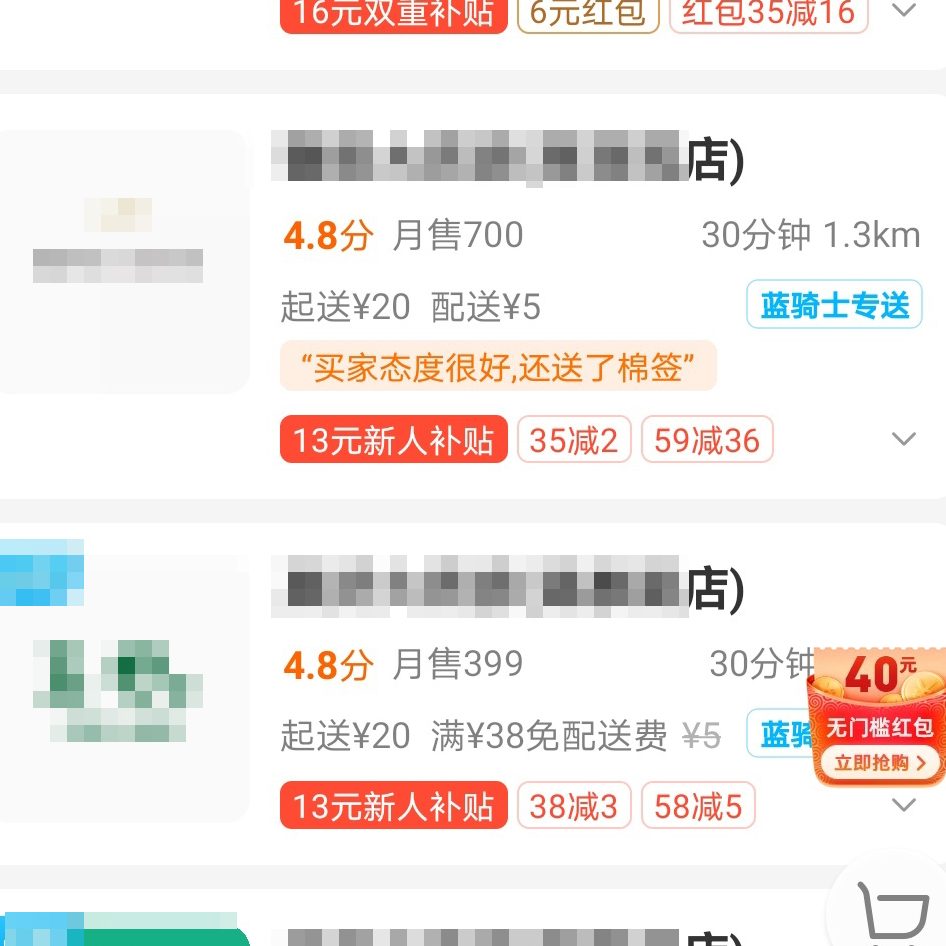 16元双重补贴 6元红包 红包35减16
店)
4.8分 月售700 30分钟 1.3km
起送¥20 配送¥5 蓝骑士专送
“买家态度很好,还送了棉签”
13元新人补贴 35减2 59减36
店)
4.8分 月售399 30分钟
40元
起送¥20 满¥38免配送费 ¥5 蓝骑
无门槛红包
立即抢购
13元新人补贴 38减3 58减5
店)